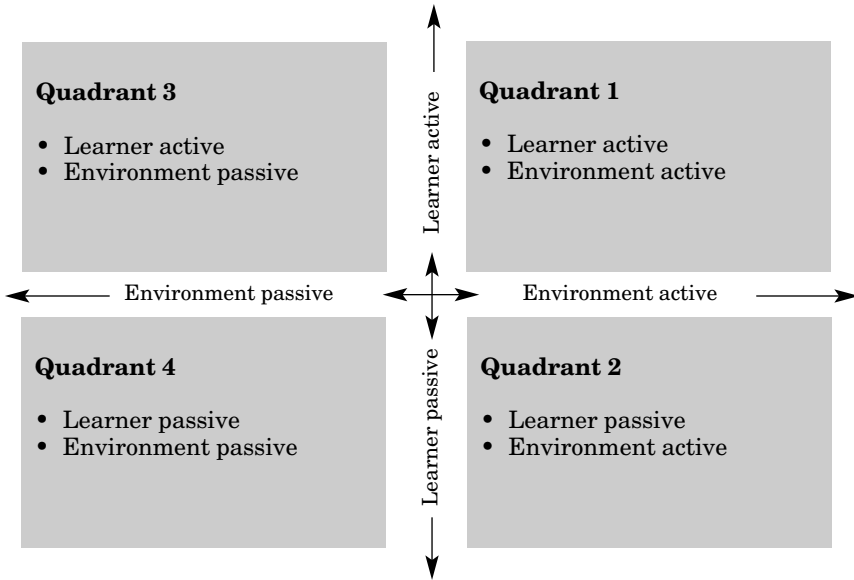 Quadrant 3
• Learner active
• Environment passive
Learner active
Quadrant 1
• Learner active
• Environment active
Environment passive
Environment active
Quadrant 4
• Learner passive
• Environment passive
Learner passive
Quadrant 2
• Learner passive
• Environment active